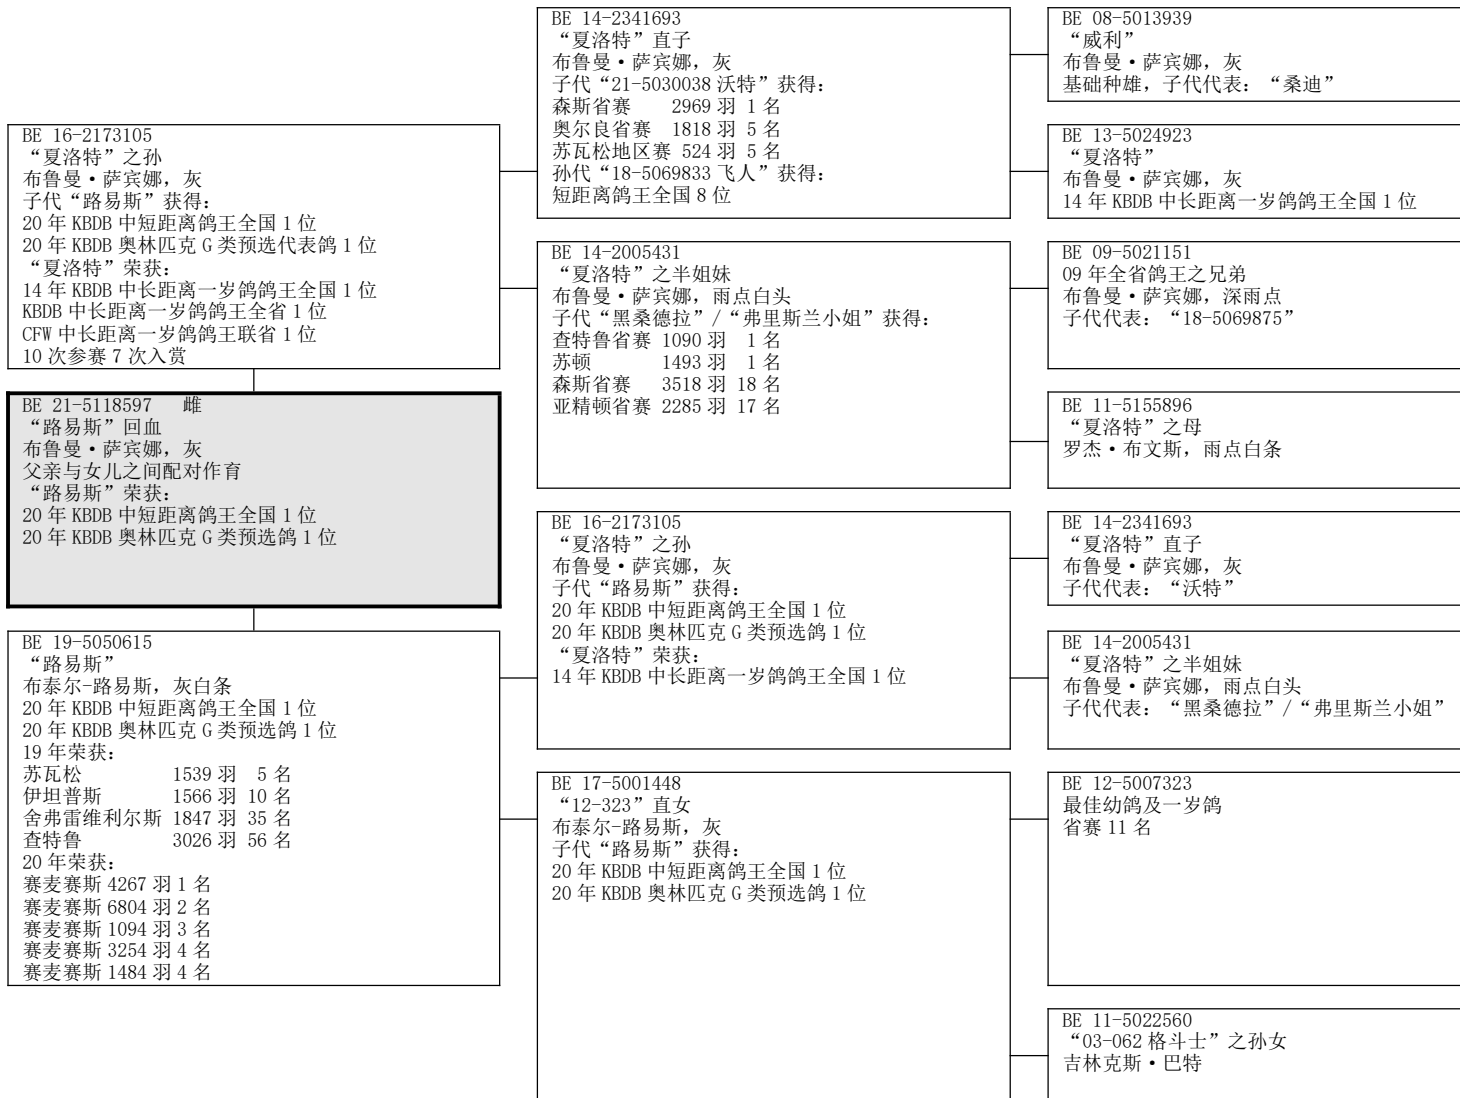 BE 16-2173105
“夏洛特”之孙
布鲁曼·萨宾娜，灰
子代“路易斯”获得：
20 年 KBDB 中短距离鸽王全国 1 位
20 年 KBDB 奥林匹克 G 类预选代表鸽 1 位
“夏洛特”荣获：
14 年 KBDB 中长距离一岁鸽鸽王全国 1 位
KBDB 中长距离一岁鸽鸽王全省 1 位
CFW 中长距离一岁鸽鸽王联省 1 位
10 次参赛 7 次入赏
BE 21-5118597 雌
“路易斯”回血
布鲁曼·萨宾娜，灰
父亲与女儿之间配对作育
“路易斯”荣获：
20 年 KBDB 中短距离鸽王全国 1 位
20 年 KBDB 奥林匹克 G 类预选鸽 1 位
BE 19-5050615
“路易斯”
布泰尔-路易斯，灰白条
20 年 KBDB 中短距离鸽王全国 1 位
20 年 KBDB 奥林匹克 G 类预选鸽 1 位
19 年荣获：
苏瓦松 1539 羽 5 名
伊坦普斯 1566 羽 10 名
舍弗雷维利尔斯 1847 羽 35 名
查特鲁 3026 羽 56 名
20 年荣获：
赛麦赛斯 4267 羽 1 名
赛麦赛斯 6804 羽 2 名
赛麦赛斯 1094 羽 3 名
赛麦赛斯 3254 羽 4 名
赛麦赛斯 1484 羽 4 名
BE 14-2341693
“夏洛特”直子
布鲁曼·萨宾娜，灰
子代“21-5030038 沃特”获得：
森斯省赛 2969 羽 1 名
奥尔良省赛 1818 羽 5 名
苏瓦松地区赛 524 羽 5 名
孙代“18-5069833 飞人”获得：
短距离鸽王全国 8 位
BE 14-2005431
“夏洛特”之半姐妹
布鲁曼·萨宾娜，雨点白头
子代“黑桑德拉”/“弗里斯兰小姐”获得：
查特鲁省赛 1090 羽 1 名
苏顿 1493 羽 1 名
森斯省赛 3518 羽 18 名
亚精顿省赛 2285 羽 17 名
BE 16-2173105
“夏洛特”之孙
布鲁曼·萨宾娜，灰
子代“路易斯”获得：
20 年 KBDB 中短距离鸽王全国 1 位
20 年 KBDB 奥林匹克 G 类预选鸽 1 位
“夏洛特”荣获：
14 年 KBDB 中长距离一岁鸽鸽王全国 1 位
BE 17-5001448
“12-323”直女
布泰尔-路易斯，灰
子代“路易斯”获得：
20 年 KBDB 中短距离鸽王全国 1 位
20 年 KBDB 奥林匹克 G 类预选鸽 1 位
BE 08-5013939
“威利”
布鲁曼·萨宾娜，灰
基础种雄，子代代表：“桑迪”
BE 13-5024923
“夏洛特”
布鲁曼·萨宾娜，灰
14 年 KBDB 中长距离一岁鸽鸽王全国 1 位
BE 09-5021151
09 年全省鸽王之兄弟
布鲁曼·萨宾娜，深雨点
子代代表：“18-5069875”
BE 11-5155896
“夏洛特”之母
罗杰·布文斯，雨点白条
BE 14-2341693
“夏洛特”直子
布鲁曼·萨宾娜，灰
子代代表：“沃特”
BE 14-2005431
“夏洛特”之半姐妹
布鲁曼·萨宾娜，雨点白头
子代代表：“黑桑德拉”/“弗里斯兰小姐”
BE 12-5007323
最佳幼鸽及一岁鸽
省赛 11 名
BE 11-5022560
“03-062 格斗士”之孙女
吉林克斯·巴特